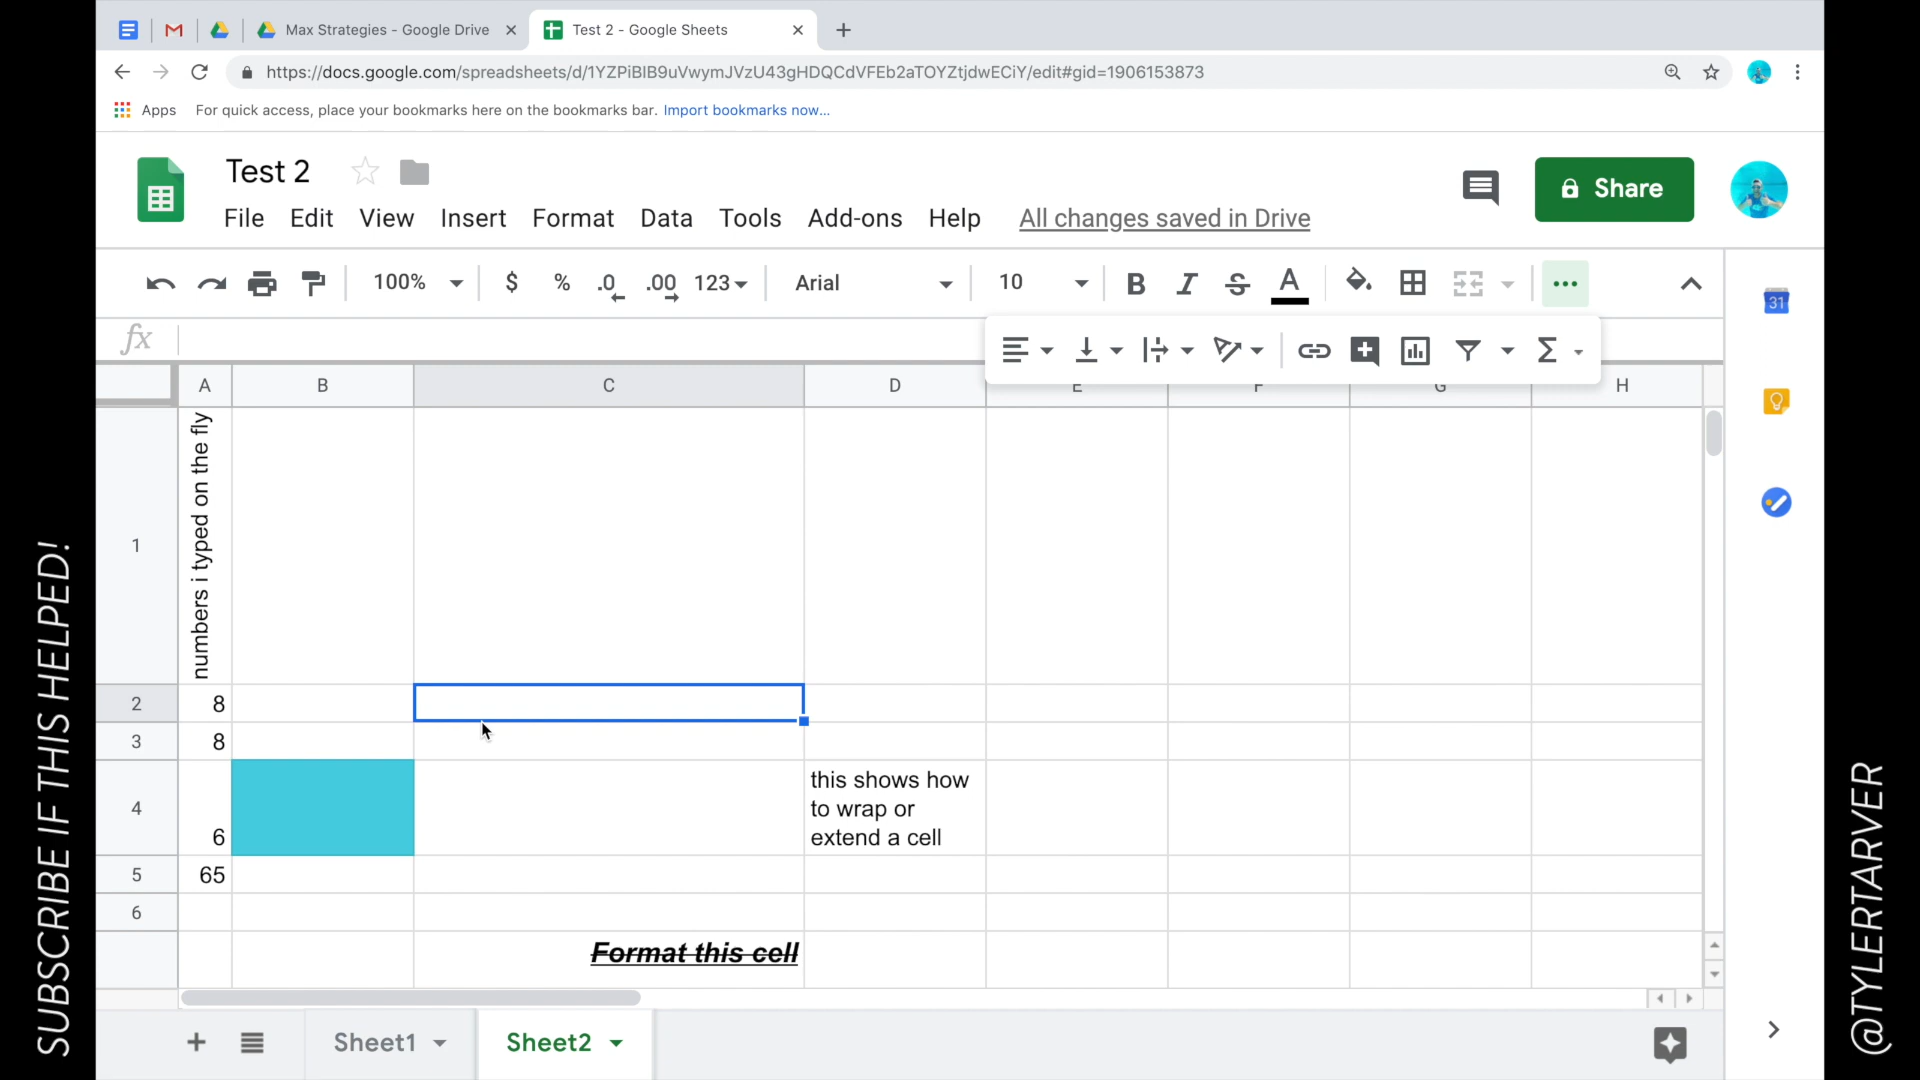 Max Strategies - Google Drive
Test 2 - Google Sheets
https://docs.google.com/spreadsheets/d/1YZPiBIB9uVwymJVzU43gHDQCdVFEb2aTOYZtjdwECiY/edit#gid=1906153873
Apps For quick access, place your bookmarks here on the bookmarks bar. Import bookmarks now...
Test 2
Share
File Edit View Insert Format Data Tools Add-ons Help All changes saved in Drive
100% $ % .0 .00 123 Arial 10 B I S A
31
fx
Σ
A B C D E F G H
numbers i typed on the fly
1
2 8
3 8
this shows how
to wrap or
extend a cell
4 6
5 65
6
Format this cell
Sheet1 Sheet2
SUBSCRIBE IF THIS HELPED!
@TYLERTARVER